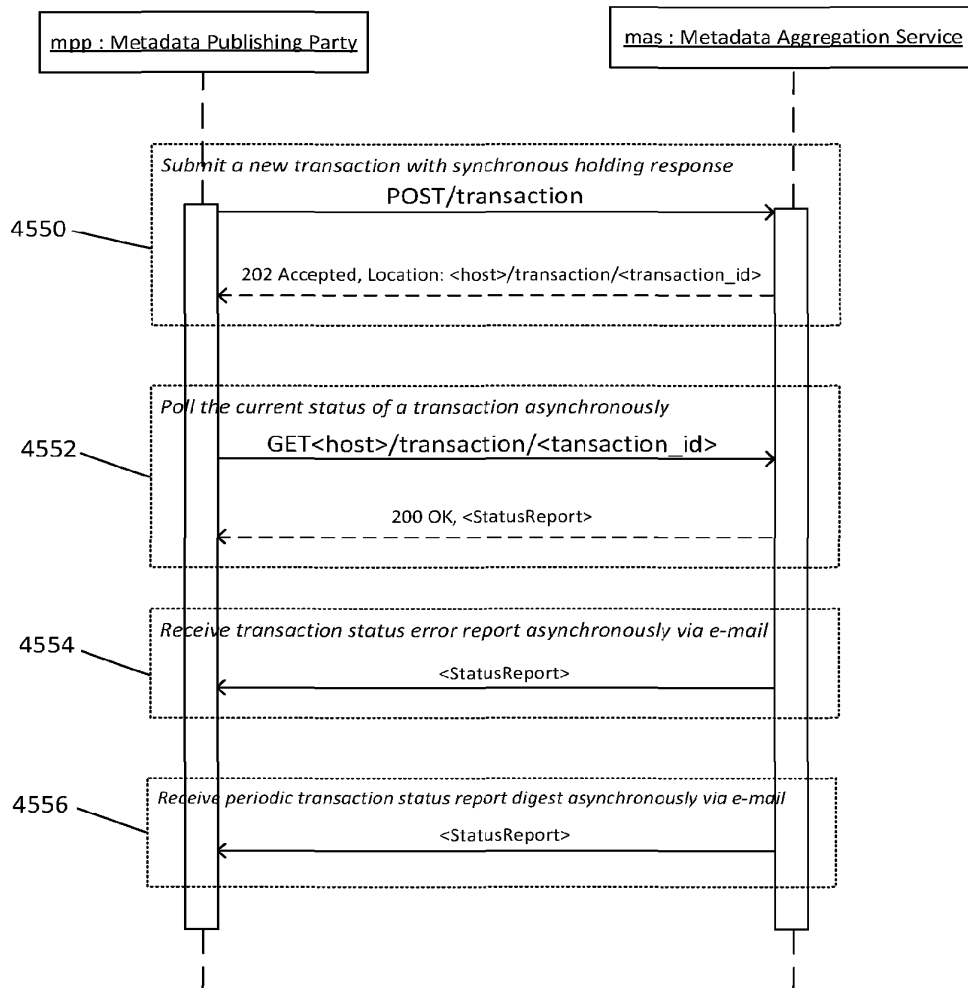 mpp : Metadata Publishing Party
mas : Metadata Aggregation Service
Submit a new transaction with synchronous holding response
POST/transaction
4550
202 Accepted, Location: <host>/transaction/<transaction_id>
Poll the current status of a transaction asynchronously
GET<host>/transaction/<tansaction_id>
4552
200 OK, <StatusReport>
Receive transaction status error report asynchronously via e-mail
4554
<StatusReport>
Receive periodic transaction status report digest asynchronously via e-mail
4556
<StatusReport>